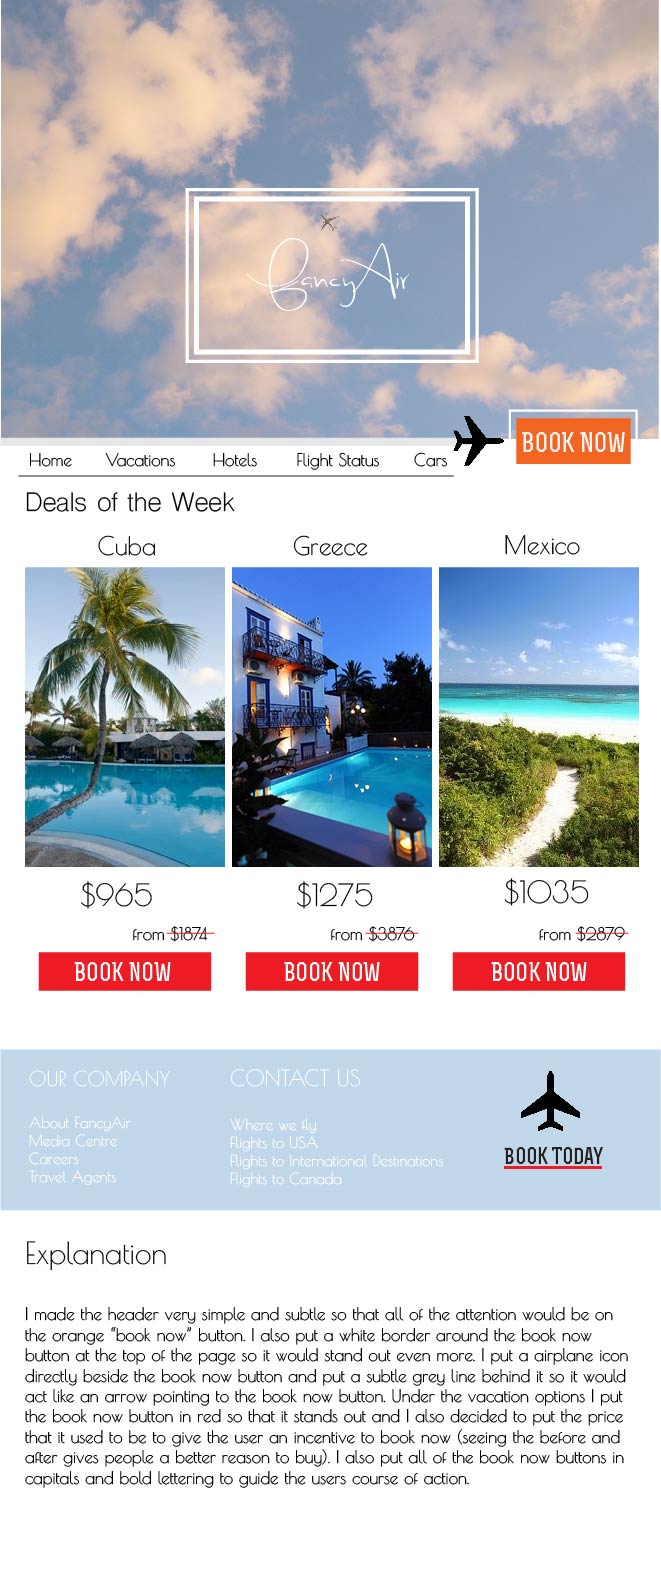 FancyAir
BOOK NOW
Home Vacations Hotels Flight Status Cars
Deals of the Week
Cuba Greece Mexico
$965 $1275 $1035
from $1874 from $3876 from $2879
BOOK NOW BOOK NOW BOOK NOW
OUR COMPANY
About FancyAir
Media Centre
Careers
Travel Agents
CONTACT US
Where we fly
Flights to USA
Flights to International Destinations
Flights to Canada
BOOK TODAY
Explanation
I made the header very simple and subtle so that all of the attention would be on
the orange "book now" button. I also put a white border around the book now
button at the top of the page so it would stand out even more. I put a airplane icon
directly beside the book now button and put a subtle grey line behind it so it would
act like an arrow pointing to the book now button. Under the vacation options I put
the book now button in red so that it stands out and I also decided to put the price
that it used to be to give the user an incentive to book now (seeing the before and
after gives people a better reason to buy). I also put all of the book now buttons in
capitals and bold lettering to guide the users course of action.